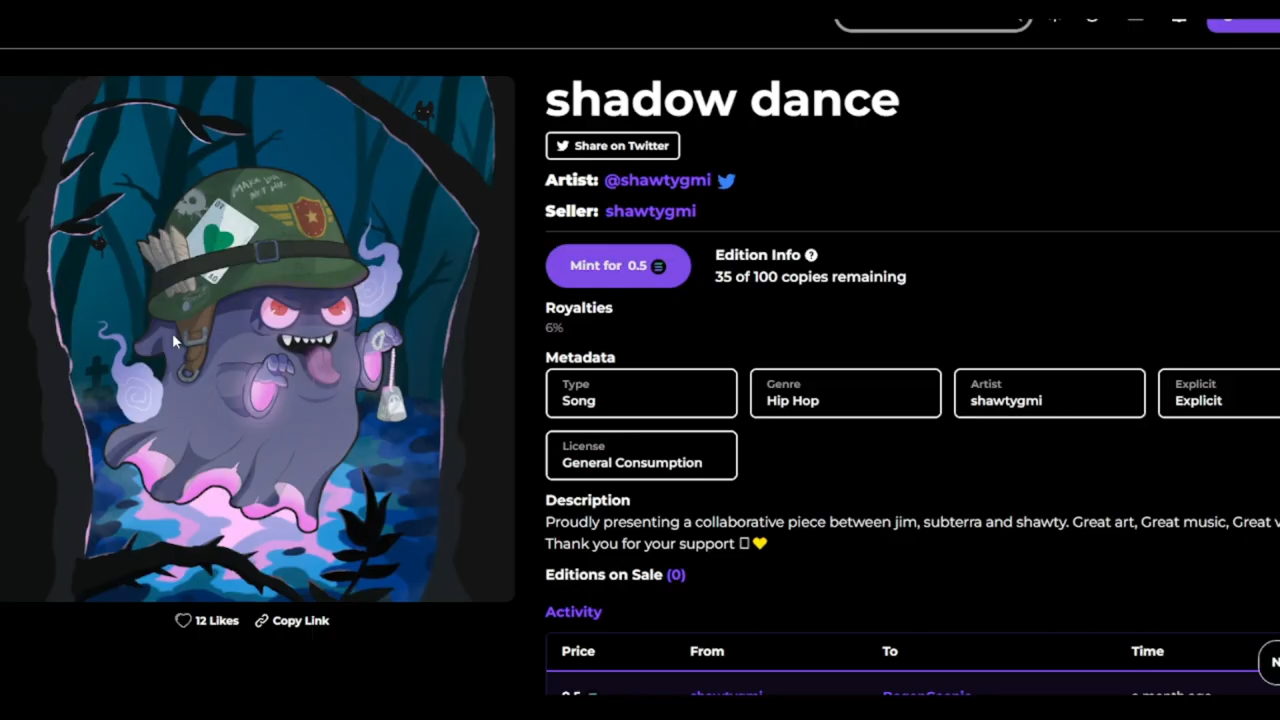 shadow dance
Share on Twitter
Artist: @shawtygmi
Seller: shawtygmi
Mint for 0.5
Edition Info
35 of 100 copies remaining
Royalties
6%
Metadata
Type
Song
Genre
Hip Hop
Artist
shawtygmi
Explicit
Explicit
License
General Consumption
Description
Proudly presenting a collaborative piece between jim, subterra and shawty. Great art, Great music, Great
Thank you for your support
Editions on Sale (0)
12 Likes
Copy Link
Activity
Price
From
To
Time